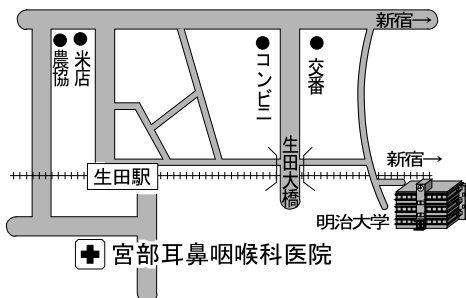 新宿→
農協
米店
コンビニ
交番
生田大橋
新宿→
生田駅
明治大学
宮部耳鼻咽喉科医院